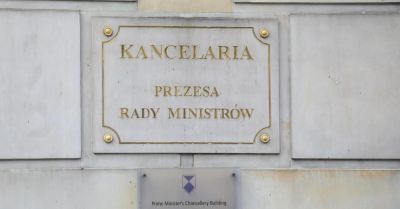 KANCELARIA
PREZESA
RADY MINISTRÓW
Prime Minister's Chancellery Building